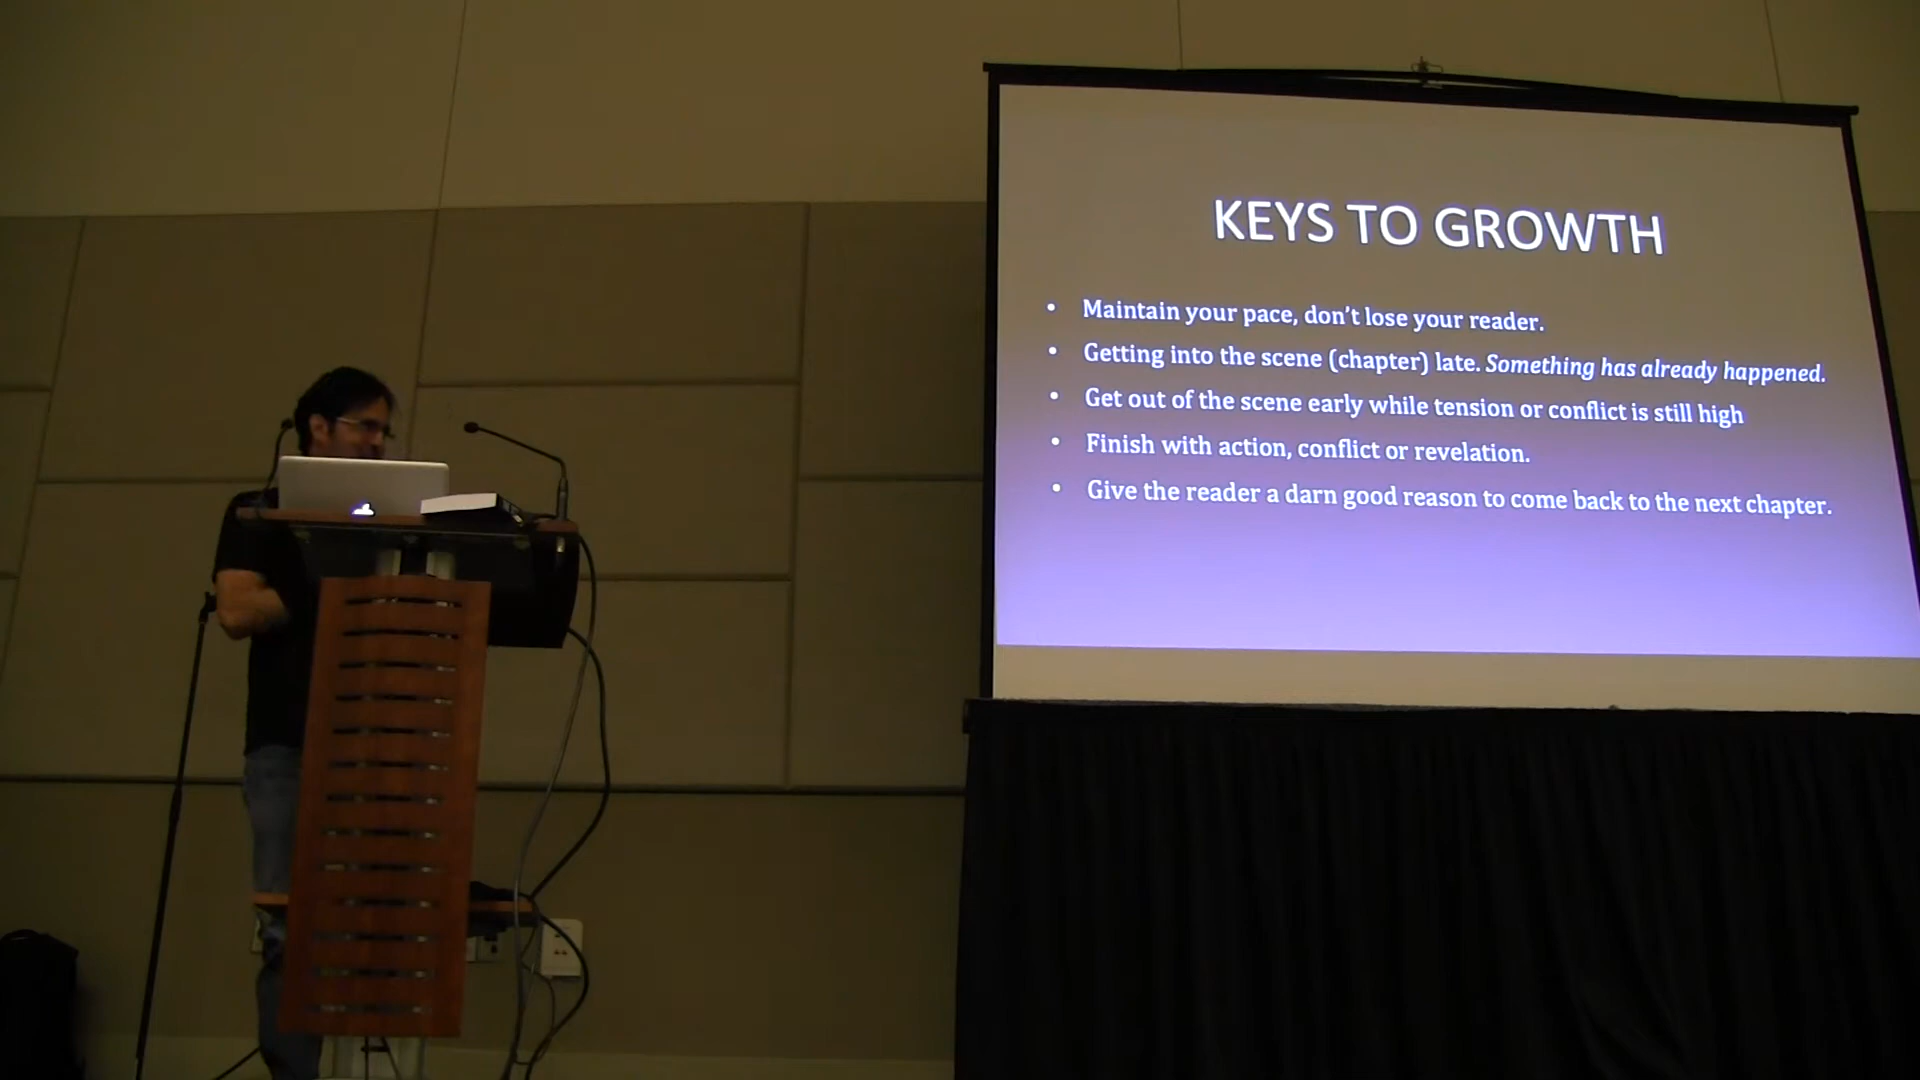 KEYS TO GROWTH
• Maintain your pace, don't lose your reader.
• Getting into the scene (chapter) late. Something has already happened.
• Get out of the scene early while tension or conflict is still high
• Finish with action, conflict or revelation.
• Give the reader a darn good reason to come back to the next chapter.